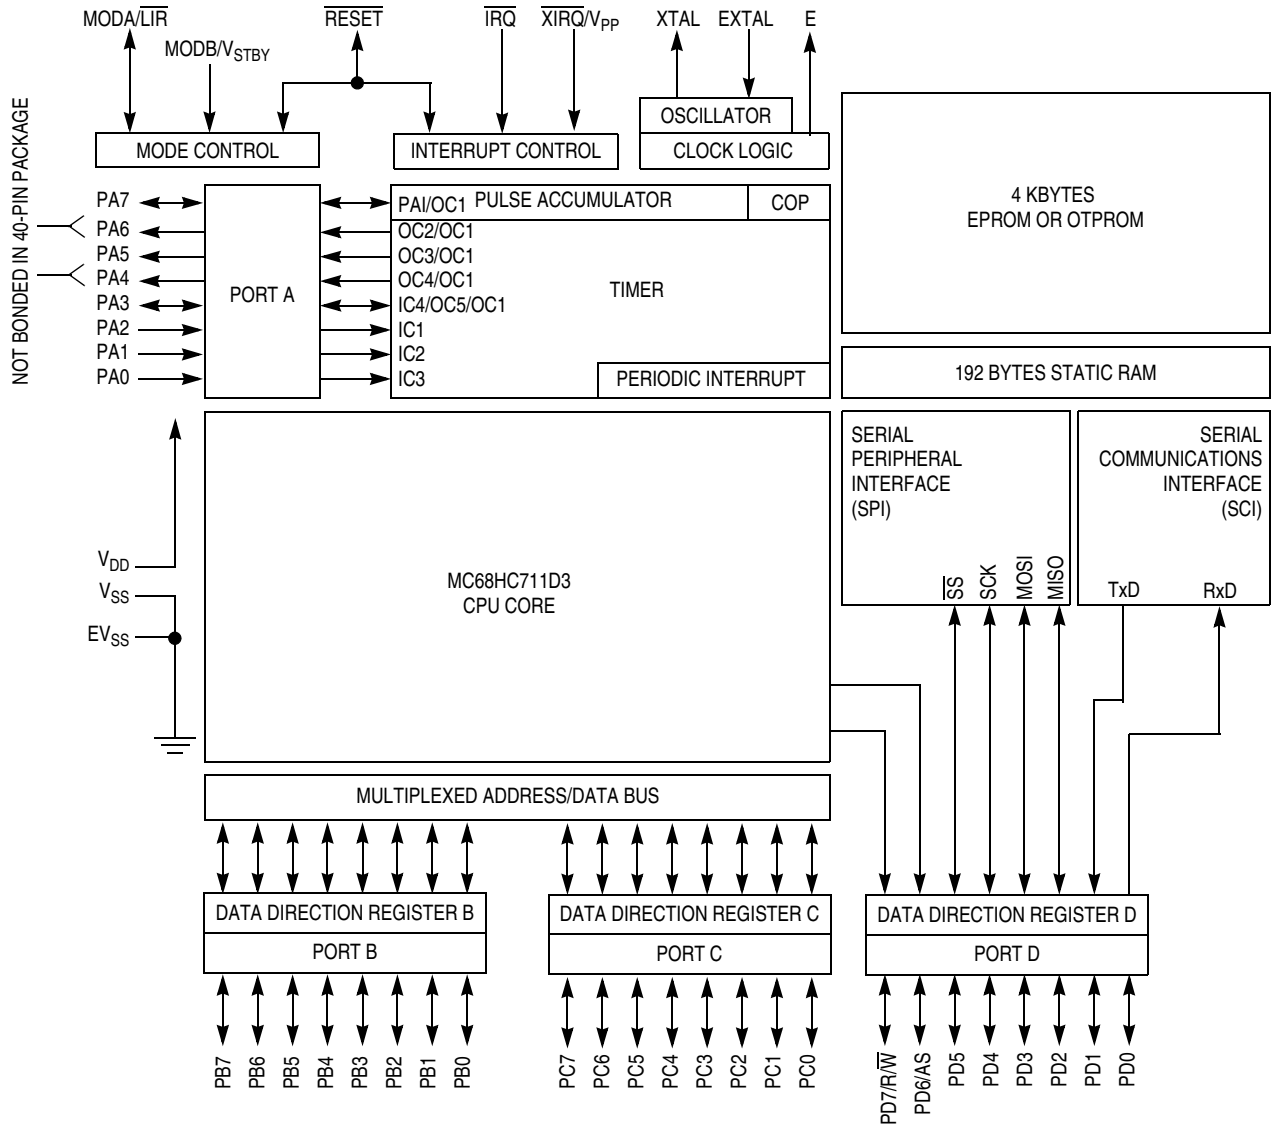 MODA/L̅I̅R̅
MODB/VSTBY
R̅E̅S̅E̅T̅
I̅R̅Q̅
X̅I̅R̅Q̅/VPP
XTAL
EXTAL
E
MODE CONTROL
INTERRUPT CONTROL
OSCILLATOR
CLOCK LOGIC
NOT BONDED IN 40-PIN PACKAGE
PA7
PA6
PA5
PA4
PA3
PA2
PA1
PA0
PORT A
PAI/OC1
PULSE ACCUMULATOR
COP
OC2/OC1
OC3/OC1
OC4/OC1
IC4/OC5/OC1
IC1
IC2
IC3
TIMER
PERIODIC INTERRUPT
4 KBYTES
EPROM OR OTPROM
192 BYTES STATIC RAM
VDD
VSS
EVSS
MC68HC711D3
CPU CORE
SERIAL
PERIPHERAL
INTERFACE
(SPI)
S̅S̅
SCK
MOSI
MISO
SERIAL
COMMUNICATIONS
INTERFACE
(SCI)
TxD
RxD
MULTIPLEXED ADDRESS/DATA BUS
DATA DIRECTION REGISTER B
PORT B
DATA DIRECTION REGISTER C
PORT C
DATA DIRECTION REGISTER D
PORT D
PB7
PB6
PB5
PB4
PB3
PB2
PB1
PB0
PC7
PC6
PC5
PC4
PC3
PC2
PC1
PC0
PD7/R/W̅
PD6/AS
PD5
PD4
PD3
PD2
PD1
PD0